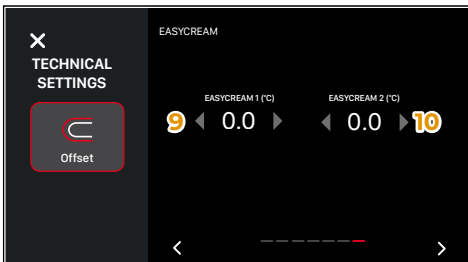 EASYCREAM
TECHNICAL
SETTINGS
Offset
EASYCREAM 1 (°C)
EASYCREAM 2 (°C)
9
0.0
0.0
10